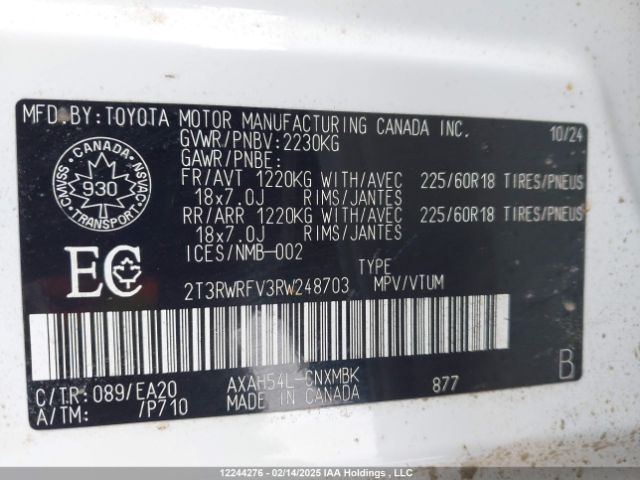 MFD.BY:TOYOTA MOTOR MANUFACTURING CANADA INC. 10/24
GVWR/PNBV:2230KG
GAWR/PNBE:
FR/AVT 1220KG WITH/AVEC 225/60R18 TIRES/PNEUS
18x7.0J RIMS/JANTES
RR/ARR 1220KG WITH/AVEC 225/60R18 TIRES/PNEUS
18x7.0J RIMS/JANTES
ICES/NMB-002
CANADA
CMVSS
930
NSVAC
TRANSPORT
EC
TYPE
2T3RWRFV3RW248703 MPV/VTUM
C/TR:089/EA20 AXAH54L-CNXMBK 877 B
A/TM: /P710 MADE IN CANADA
12244276 - 02/14/2025 IAA Holdings , LLC